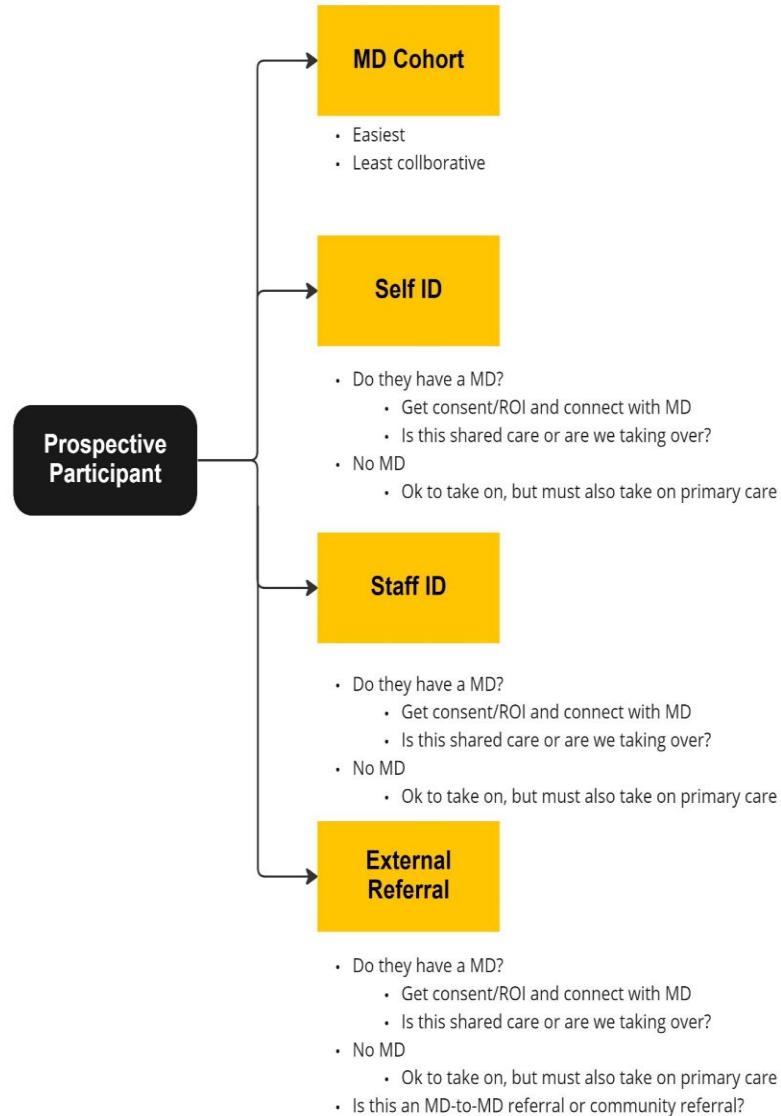 MD Cohort
• Easiest
• Least collborative
Self ID
• Do they have a MD?
• Get consent/ROI and connect with MD
• Is this shared care or are we taking over?
• No MD
• Ok to take on, but must also take on primary care
Prospective
Participant
Staff ID
• Do they have a MD?
• Get consent/ROI and connect with MD
• Is this shared care or are we taking over?
• No MD
• Ok to take on, but must also take on primary care
External
Referral
• Do they have a MD?
• Get consent/ROI and connect with MD
• Is this shared care or are we taking over?
• No MD
• Ok to take on, but must also take on primary care
• Is this an MD-to-MD referral or community referral?